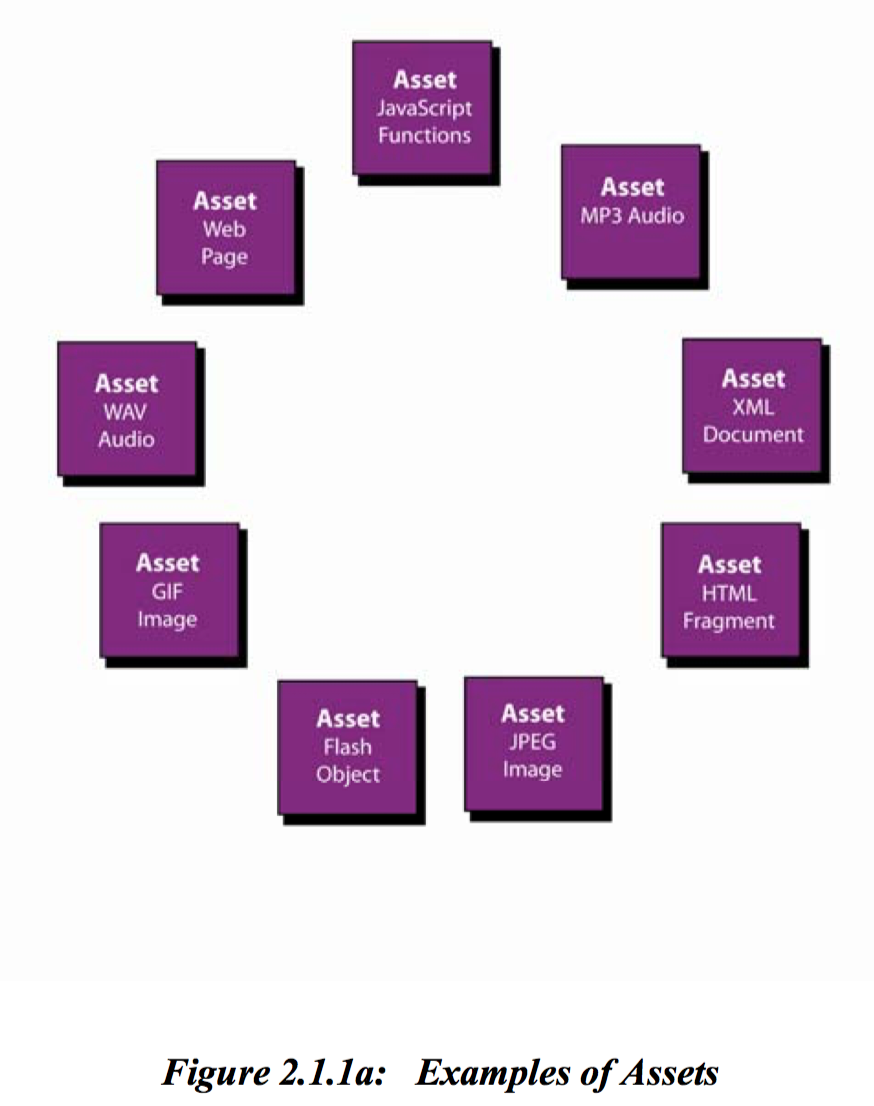 Asset
JavaScript
Functions
Asset
MP3 Audio
Asset
Web
Page
Asset
XML
Document
Asset
WAV
Audio
Asset
GIF
Image
Asset
HTML
Fragment
Asset
JPEG
Image
Asset
Flash
Object
Figure 2.1.1a: Examples of Assets